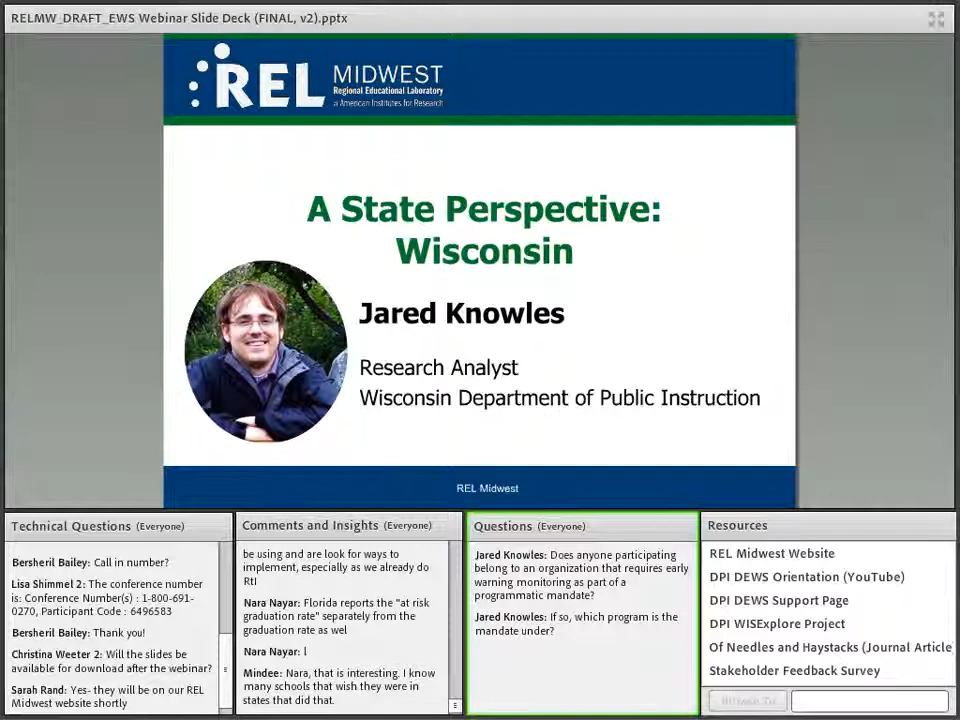 RELMW_DRAFT_EWS Webinar Slide Deck (FINAL, v2).pptx
REL MIDWEST
Regional Educational Laboratory
at American Institutes for Research
A State Perspective:
Wisconsin
Jared Knowles
Research Analyst
Wisconsin Department of Public Instruction
REL Midwest
Technical Questions (Everyone)
Bersheril Bailey: Call in number?
Lisa Shimmel 2: The conference number
is: Conference Number(s) : 1-800-691-
0270, Participant Code : 6496583
Bersheril Bailey: Thank you!
Christina Weeter 2: Will the slides be
available for download after the webinar?
Sarah Rand: Yes- they will be on our REL
Midwest website shortly
Comments and Insights (Everyone)
be using and are look for ways to
implement, especially as we already do
RtI
Nara Nayar: Florida reports the "at risk
graduation rate" separately from the
graduation rate as well
Nara Nayar: l
Mindee: Nara, that is interesting. I know
many schools that wish they were in
states that did that.
Questions (Everyone)
Jared Knowles: Does anyone participating
belong to an organization that requires early
warning monitoring as part of a
programmatic mandate?
Jared Knowles: If so, which program is the
mandate under?
Resources
REL Midwest Website
DPI DEWS Orientation (YouTube)
DPI DEWS Support Page
DPI WISExplore Project
Of Needles and Haystacks (Journal Article
Stakeholder Feedback Survey
Browse To